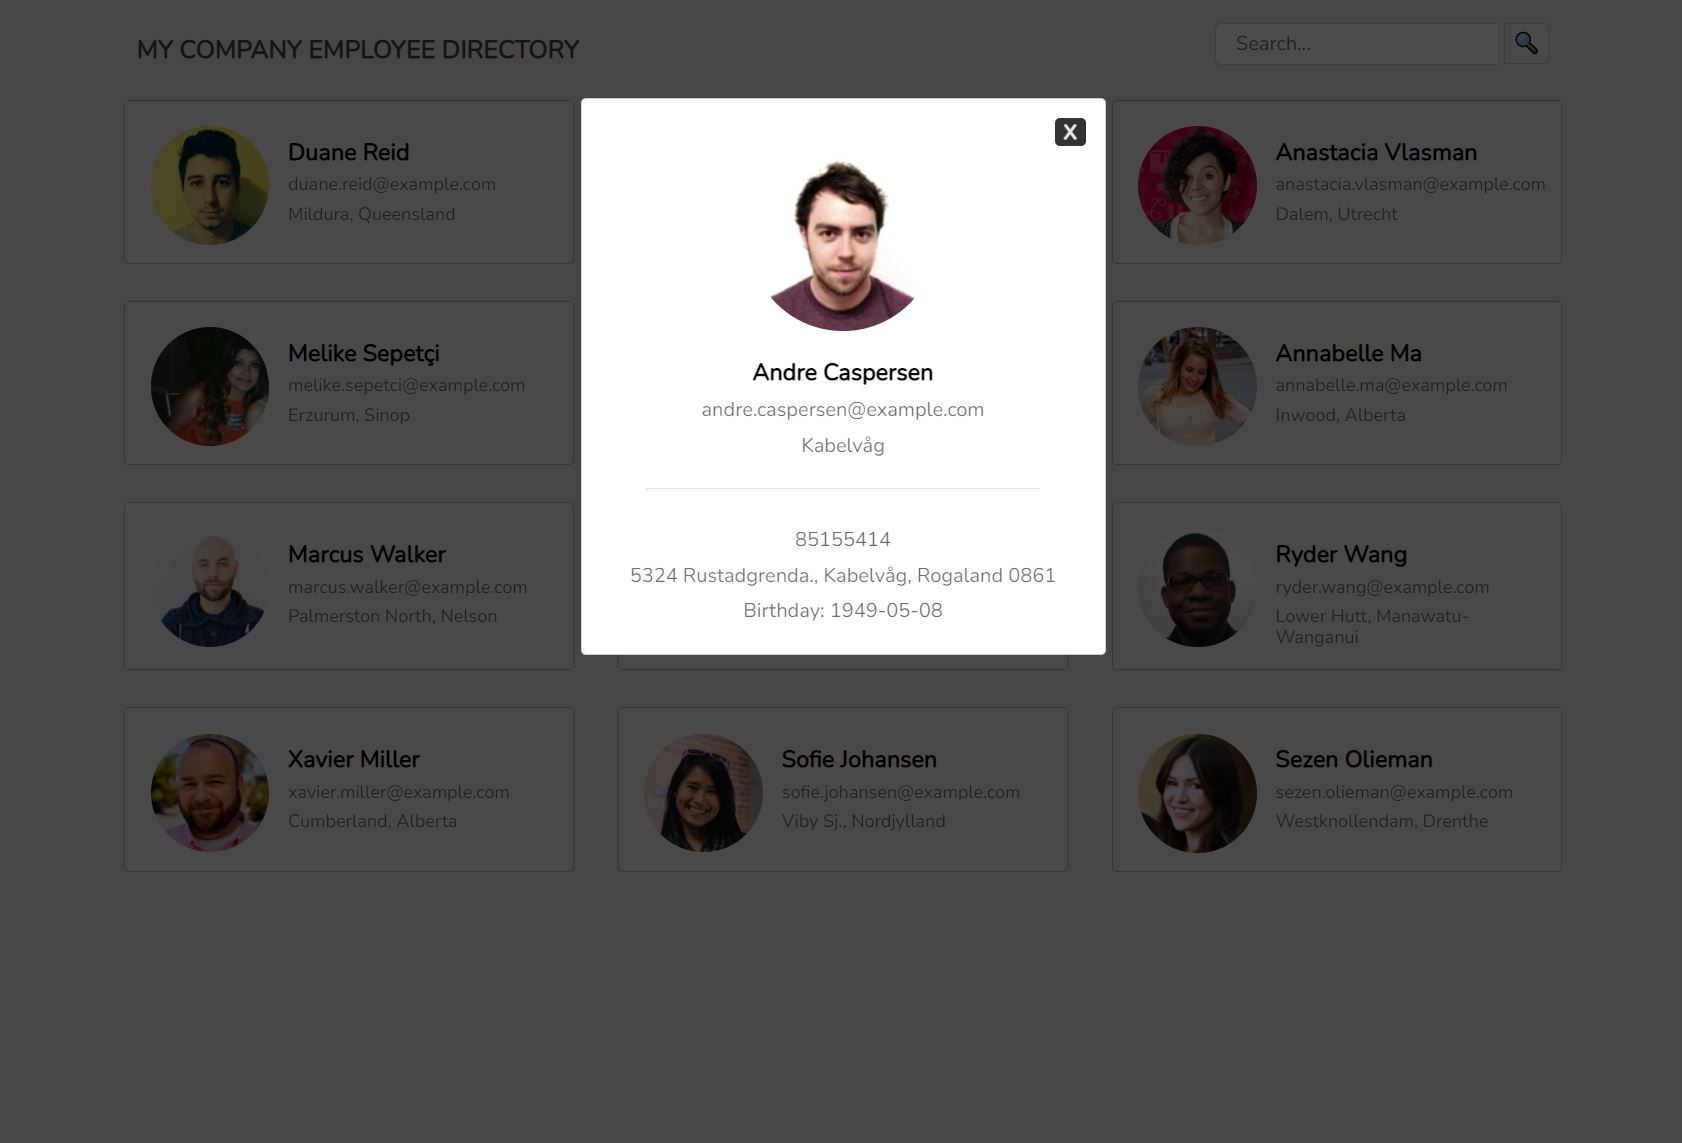 MY COMPANY EMPLOYEE DIRECTORY
Search...
X
Duane Reid
duane.reid@example.com
Mildura, Queensland
Andre Caspersen
andre.caspersen@example.com
Kabelvåg
85155414
5324 Rustadgrenda., Kabelvåg, Rogaland 0861
Birthday: 1949-05-08
Anastacia Vlasman
anastacia.vlasman@example.com
Dalem, Utrecht
Melike Sepetçi
melike.sepetci@example.com
Erzurum, Sinop
Annabelle Ma
annabelle.ma@example.com
Inwood, Alberta
Marcus Walker
marcus.walker@example.com
Palmerston North, Nelson
Ryder Wang
ryder.wang@example.com
Lower Hutt, Manawatu-
Wanganui
Xavier Miller
xavier.miller@example.com
Cumberland, Alberta
Sofie Johansen
sofie.johansen@example.com
Viby Sj., Nordjylland
Sezen Olieman
sezen.olieman@example.com
Westknollendam, Drenthe